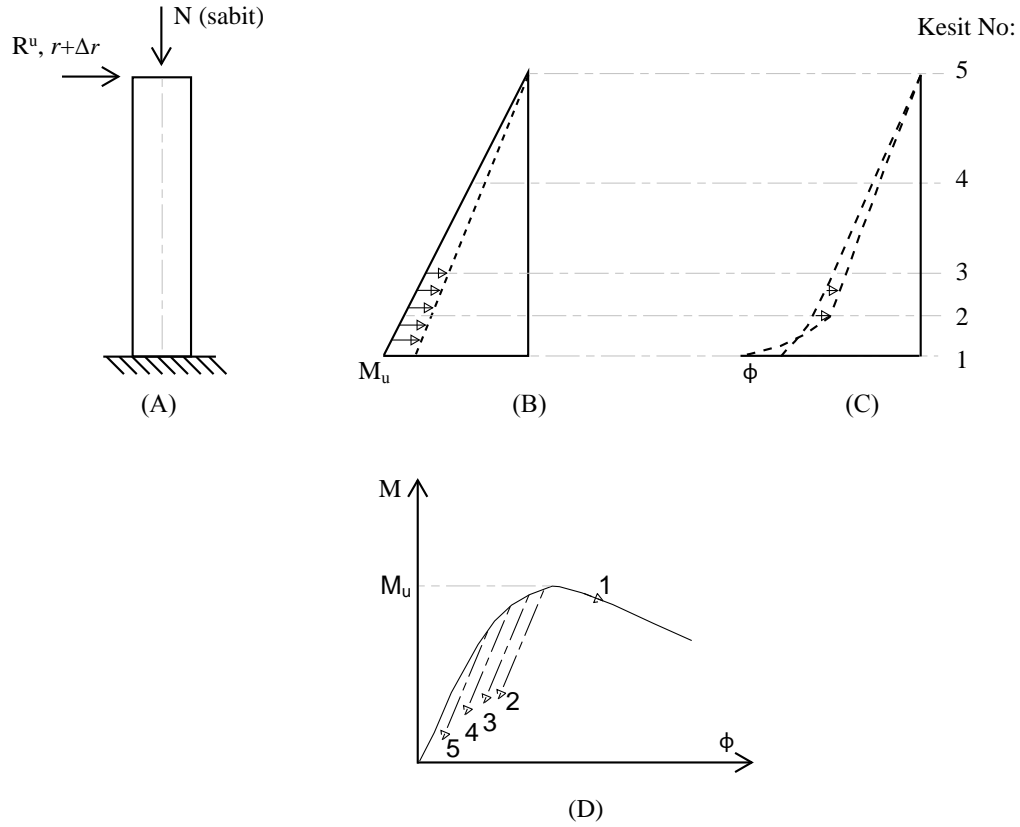 N (sabit)
Rᵘ, r+Δr
Kesit No:
5
4
3
2
1
Mᵤ
ϕ
(A)
(B)
(C)
M
Mᵤ
1
2
3
4
5
ϕ
(D)